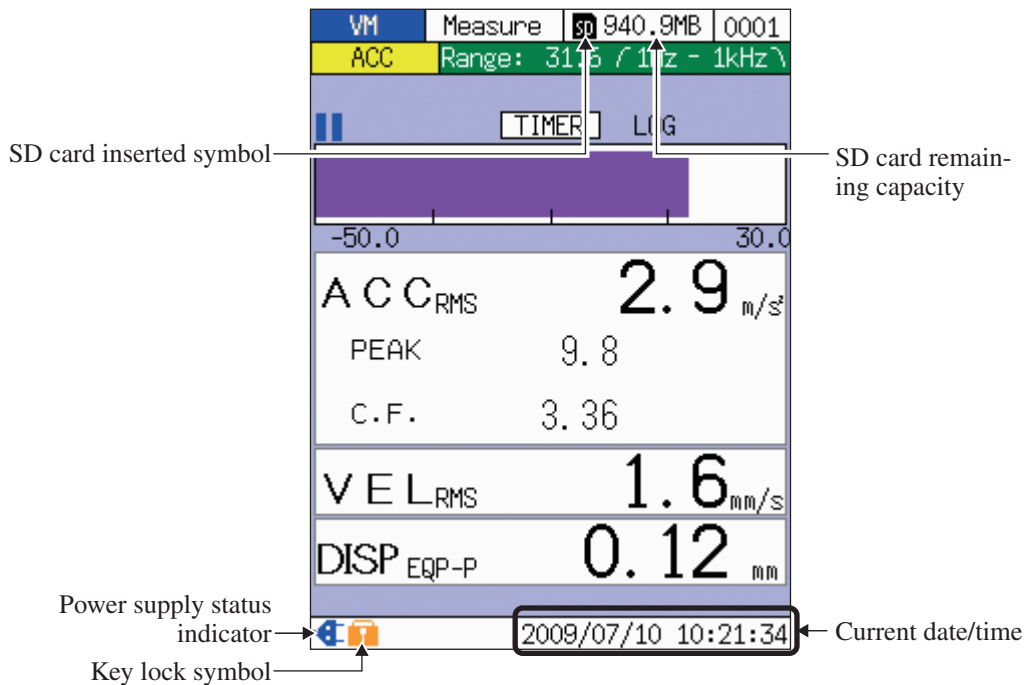 VM Measure SD 940.9MB 0001
ACC Range: 31.6 1Hz - 1kHz
TIMER LOG
SD card inserted symbol
SD card remain-
ing capacity
-50.0 30.0
ACC RMS 2.9 m/s²
PEAK 9.8
C.F. 3.36
VEL RMS 1.6 mm/s
DISP EQP-P 0.12 mm
Power supply status
indicator
2009/07/10 10:21:34
Current date/time
Key lock symbol